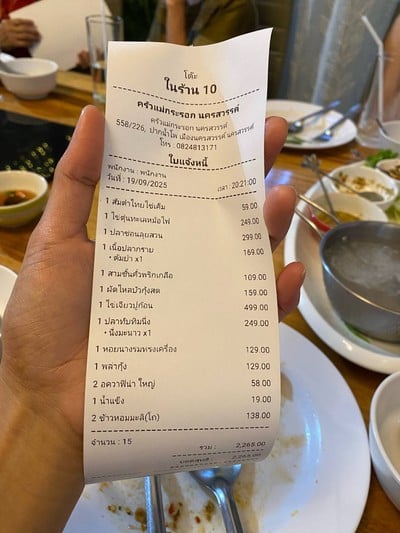 โต๊ะ
ในร้าน 10
ครัวแม่กระรอก นครสวรรค์
ครัวแม่กระรอก นครสวรรค์
558/226, ปากน้ำโพ เมืองนครสวรรค์ นครสวรรค์
โทร : 0824813171
ใบแจ้งหนี้
พนักงาน : พนักงาน
วันที่ : 19/09/2025 เวลา: 20:21:00
1 ส้มตำไทยไข่เค็ม 59.00
1 ไข่ตุ๋นทะเลหม้อไฟ 249.00
1 ปลาช่อนลุยสวน 299.00
1 เนื้อปลากราย 169.00
• ต้มยำ x1
1 สามชั้นคั่วพริกเกลือ 109.00
1 ผัดไหลบัวกุ้งสด 159.00
1 ไข่เจียวปูก้อน 499.00
1 ปลาทับทิมนึ่ง 249.00
• นึ่งมะนาว x1
1 หอยนางรมทรงเครื่อง 129.00
1 พล่ากุ้ง 129.00
2 อควาฟิน่า ใหญ่ 58.00
1 น้ำแข็ง 19.00
2 ข้าวหอมมะลิ(โถ) 138.00
จำนวน : 15
รวม : 2,265.00
ยอดสุทธิ : 2,265.00